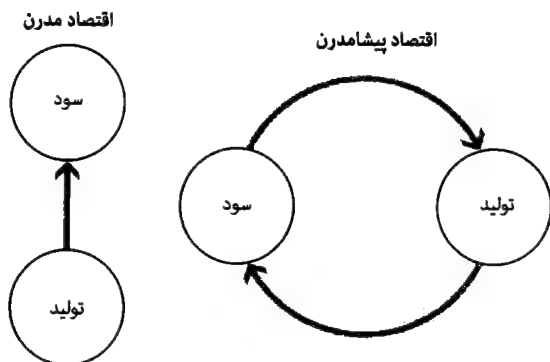 اقتصاد مدرن
اقتصاد پیشامدرن
سود
سود
تولید
تولید